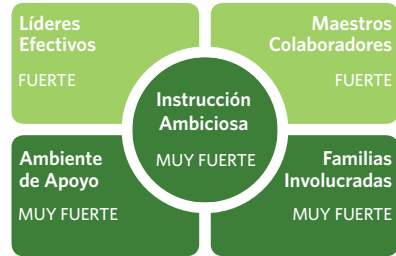 Líderes
Efectivos
FUERTE
Maestros
Colaboradores
FUERTE
Instrucción
Ambiciosa
MUY FUERTE
Ambiente
de Apoyo
MUY FUERTE
Familias
Involucradas
MUY FUERTE